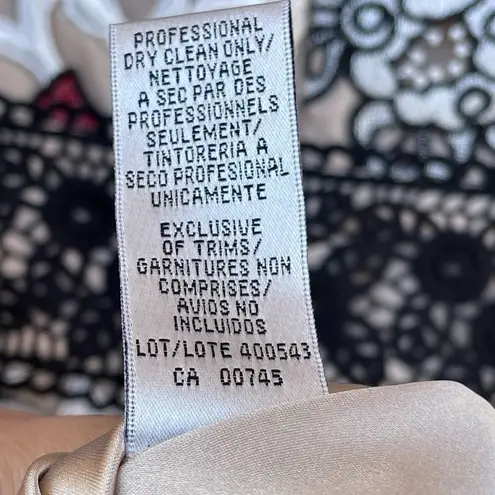 PROFESSIONAL
DRY CLEAN ONLY/
NETTOYAGE
A SEC PAR DES
PROFESSIONNELS
SEULEMENT/
TINTORERIA A
SECO PROFESIONAL
UNICAMENTE
EXCLUSIVE
OF TRIMS/
GARNITURES NON
COMPRISES/
AVIOS NO
INCLUIDOS
LOT/LOTE 400543
CA 00745